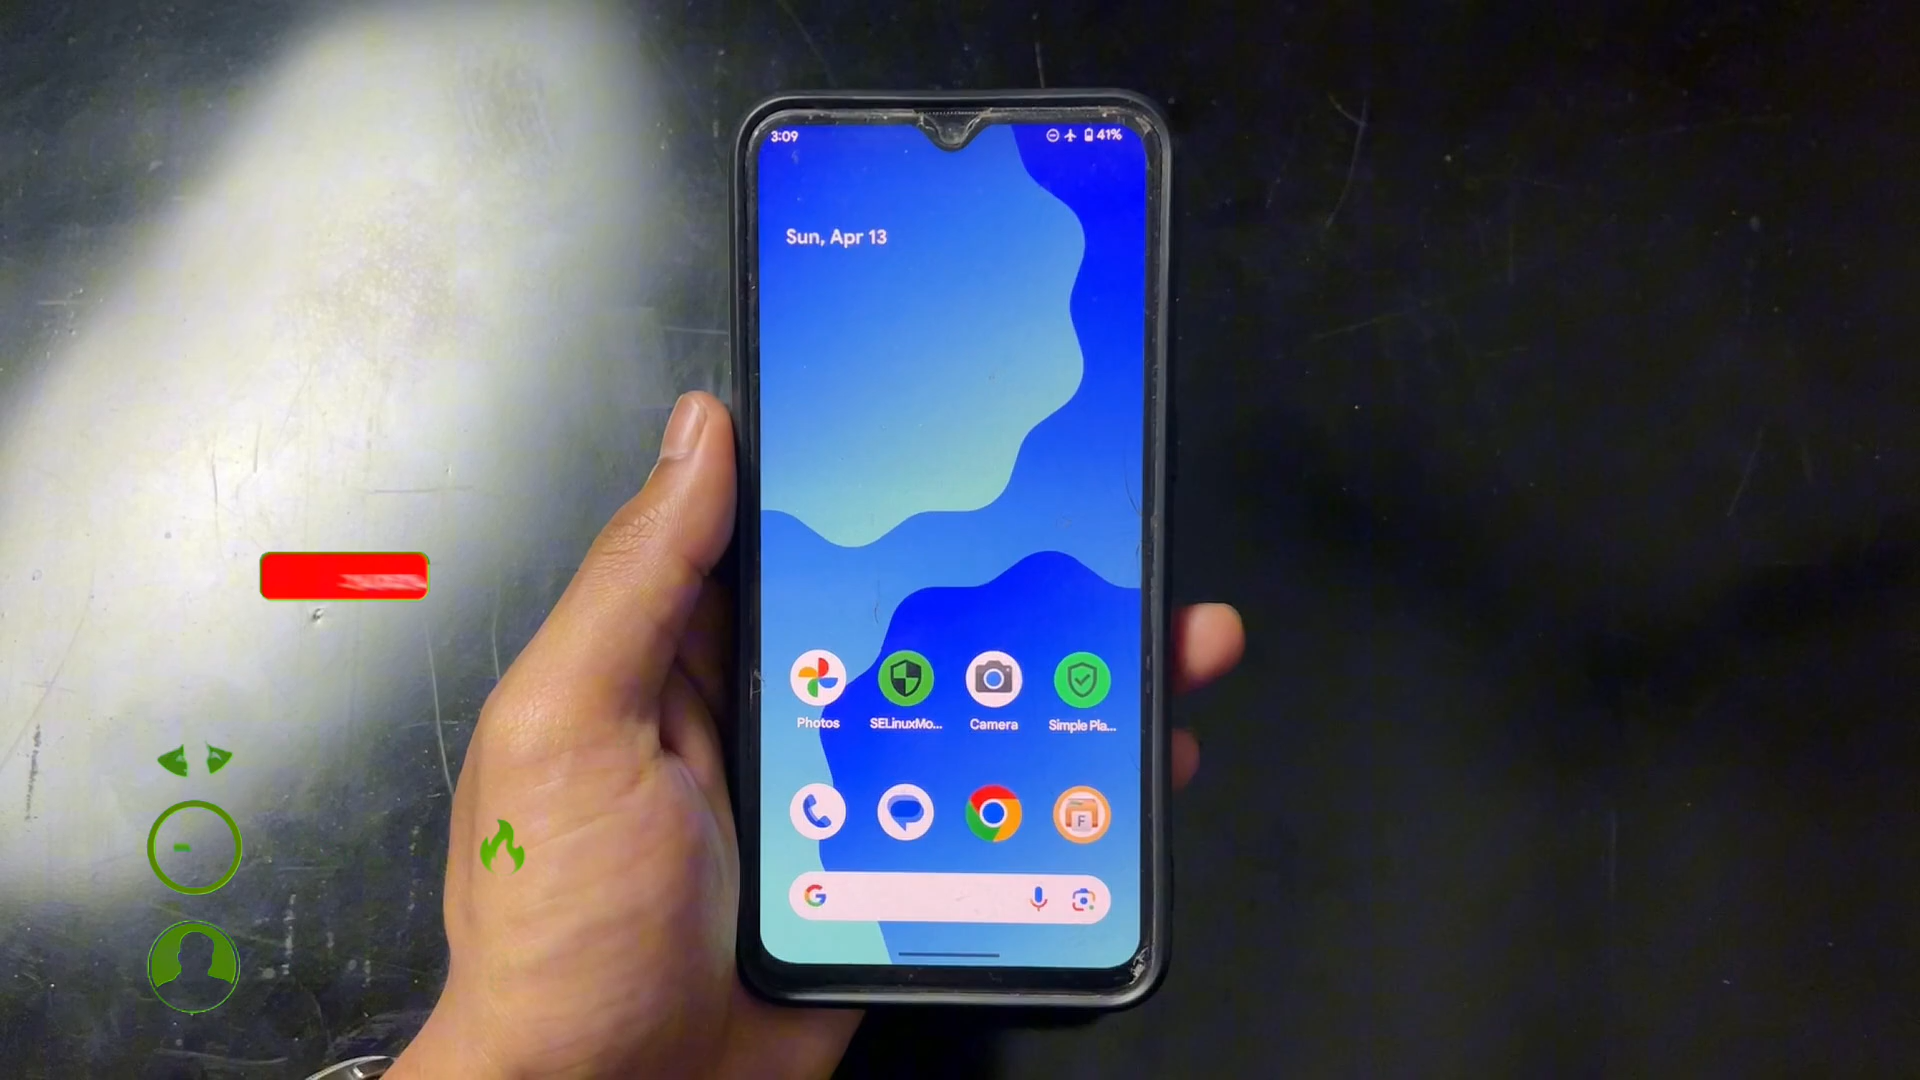 3:09
41%
Sun, Apr 13
Photos
SELinuxMo...
Camera
Simple Pla...
F
G